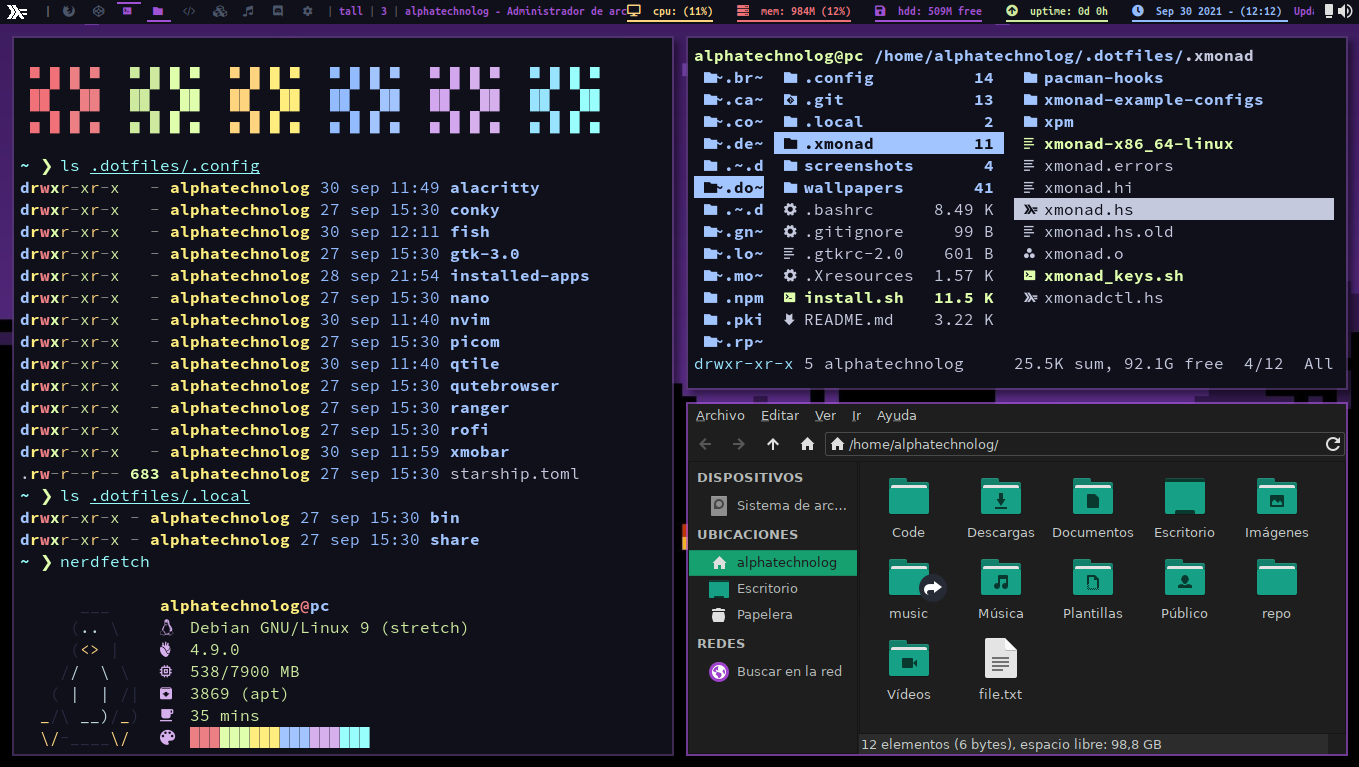 | tall | 3 | alphatechnolog - Administrador de arc cpu: (11%) mem: 984M (12%) hdd: 509M free uptime: 0d 0h Sep 30 2021 - (12:12) Upda
~ ❯ ls .dotfiles/.config
drwxr-xr-x - alphatechnolog 30 sep 11:49 alacritty
drwxr-xr-x - alphatechnolog 27 sep 15:30 conky
drwxr-xr-x - alphatechnolog 30 sep 12:11 fish
drwxr-xr-x - alphatechnolog 27 sep 15:30 gtk-3.0
drwxr-xr-x - alphatechnolog 28 sep 21:54 installed-apps
drwxr-xr-x - alphatechnolog 27 sep 15:30 nano
drwxr-xr-x - alphatechnolog 30 sep 11:40 nvim
drwxr-xr-x - alphatechnolog 27 sep 15:30 picom
drwxr-xr-x - alphatechnolog 30 sep 11:40 qtile
drwxr-xr-x - alphatechnolog 27 sep 15:30 qutebrowser
drwxr-xr-x - alphatechnolog 27 sep 15:30 ranger
drwxr-xr-x - alphatechnolog 27 sep 15:30 rofi
drwxr-xr-x - alphatechnolog 30 sep 11:59 xmobar
.rw-r--r-- 683 alphatechnolog 27 sep 15:30 starship.toml
~ ❯ ls .dotfiles/.local
drwxr-xr-x - alphatechnolog 27 sep 15:30 bin
drwxr-xr-x - alphatechnolog 27 sep 15:30 share
~ ❯ nerdfetch
alphatechnolog@pc
Debian GNU/Linux 9 (stretch)
4.9.0
538/7900 MB
3869 (apt)
35 mins
alphatechnolog@pc /home/alphatechnolog/.dotfiles/.xmonad
.br~ .config 14 pacman-hooks
.ca~ .git 13 xmonad-example-configs
.co~ .local 2 xpm
.de~ .xmonad 11 xmonad-x86_64-linux
.~.d screenshots 4 xmonad.errors
.do~ wallpapers 41 xmonad.hi
.~.d .bashrc 8.49 K xmonad.hs
.gn~ .gitignore 99 B xmonad.hs.old
.lo~ .gtkrc-2.0 601 B xmonad.o
.mo~ .Xresources 1.57 K xmonad_keys.sh
.npm install.sh 11.5 K xmonadctl.hs
.pki README.md 3.22 K
.rp~
drwxr-xr-x 5 alphatechnolog 25.5K sum, 92.1G free 4/12 All
Archivo Editar Ver Ir Ayuda
/home/alphatechnolog/
DISPOSITIVOS
Sistema de arc...
UBICACIONES
alphatechnolog
Escritorio
Papelera
REDES
Buscar en la red
Code Descargas Documentos Escritorio Imágenes
music Música Plantillas Público repo
Vídeos file.txt
12 elementos (6 bytes), espacio libre: 98,8 GB